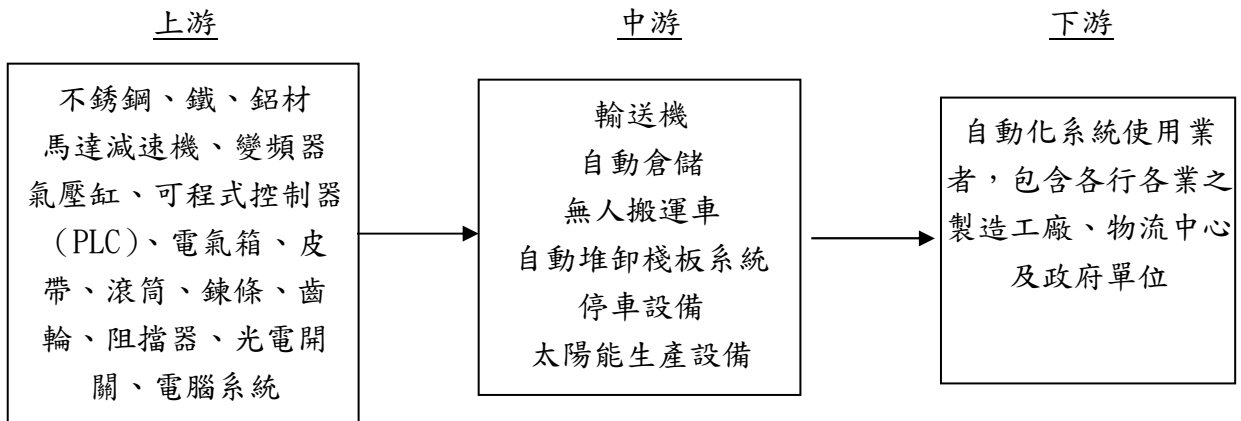 上游
不銹鋼、鐵、鋁材
馬達減速機、變頻器
氣壓缸、可程式控制器
(PLC)、電氣箱、皮
帶、滾筒、鍊條、齒
輪、阻擋器、光電開
關、電腦系統
中游
輸送機
自動倉儲
無人搬運車
自動堆卸棧板系統
停車設備
太陽能生產設備
下游
自動化系統使用業
者，包含各行各業之
製造工廠、物流中心
及政府單位